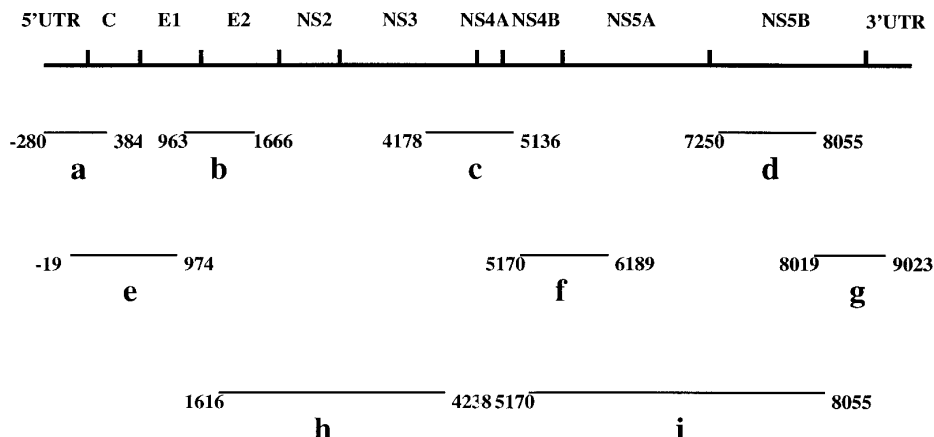 5’UTR C E1 E2 NS2 NS3 NS4A NS4B NS5A NS5B 3’UTR
-280 384 963 1666 4178 5136 7250 8055
a b c d
-19 974 5170 6189 8019 9023
e f g
1616 4238 5170 8055
h i